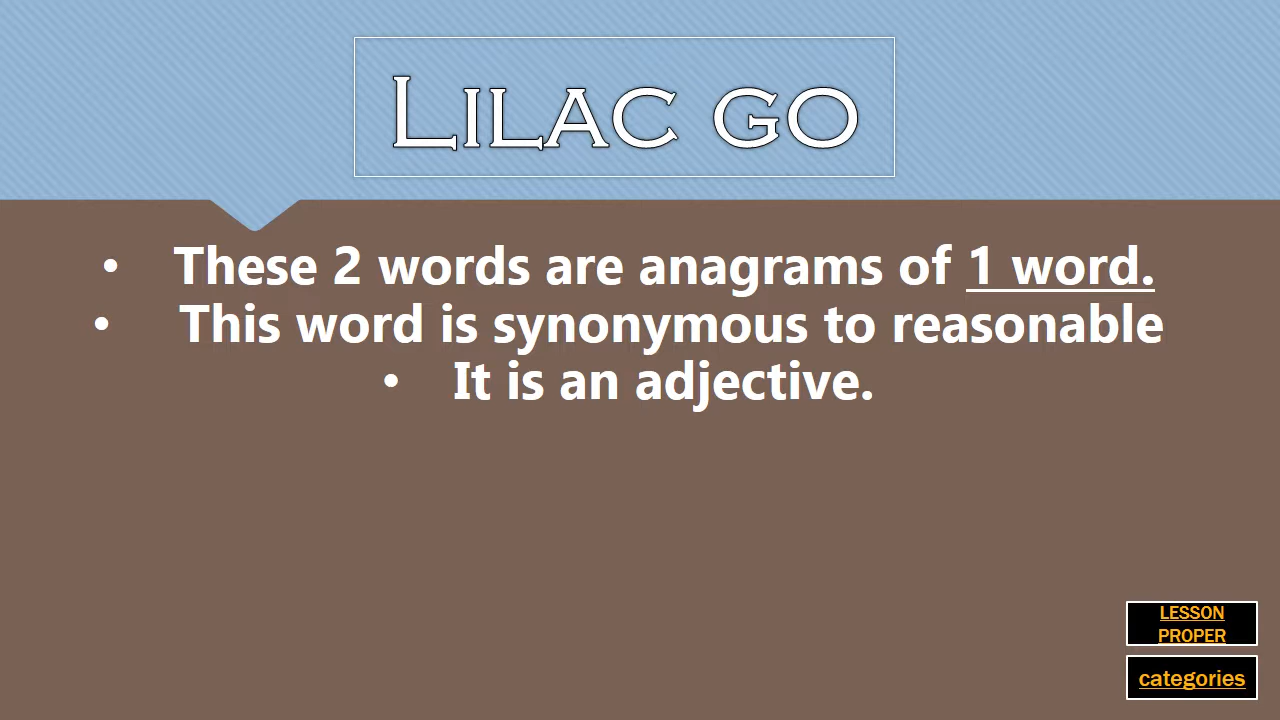 LILAC GO
• These 2 words are anagrams of 1 word.
• This word is synonymous to reasonable
• It is an adjective.
LESSON
PROPER
categories